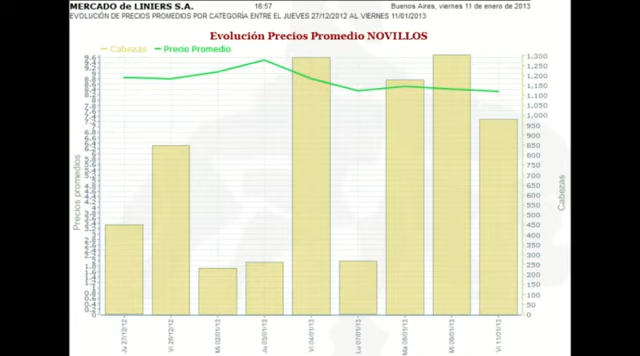 MERCADO de LINIERS S.A. 16:57 Buenos Aires, viernes 11 de enero de 2013
EVOLUCIÓN DE PRECIOS PROMEDIOS POR CATEGORÍA ENTRE EL JUEVES 27/12/2012 AL VIERNES 11/01/2013
Evolución Precios Promedio NOVILLOS
Cabezas Precio Promedio
Precios promedios
Cabezas
1,300
1,250
1,200
1,150
1,100
1,050
1,000
950
900
850
800
750
700
650
600
550
500
450
400
350
300
250
200
150
100
50
0
Ju 27/12/12
Vi 28/12/12
Mi 02/01/13
Ju 03/01/13
Vi 04/01/13
Lu 07/01/13
Ma 08/01/13
Mi 09/01/13
Vi 11/01/13